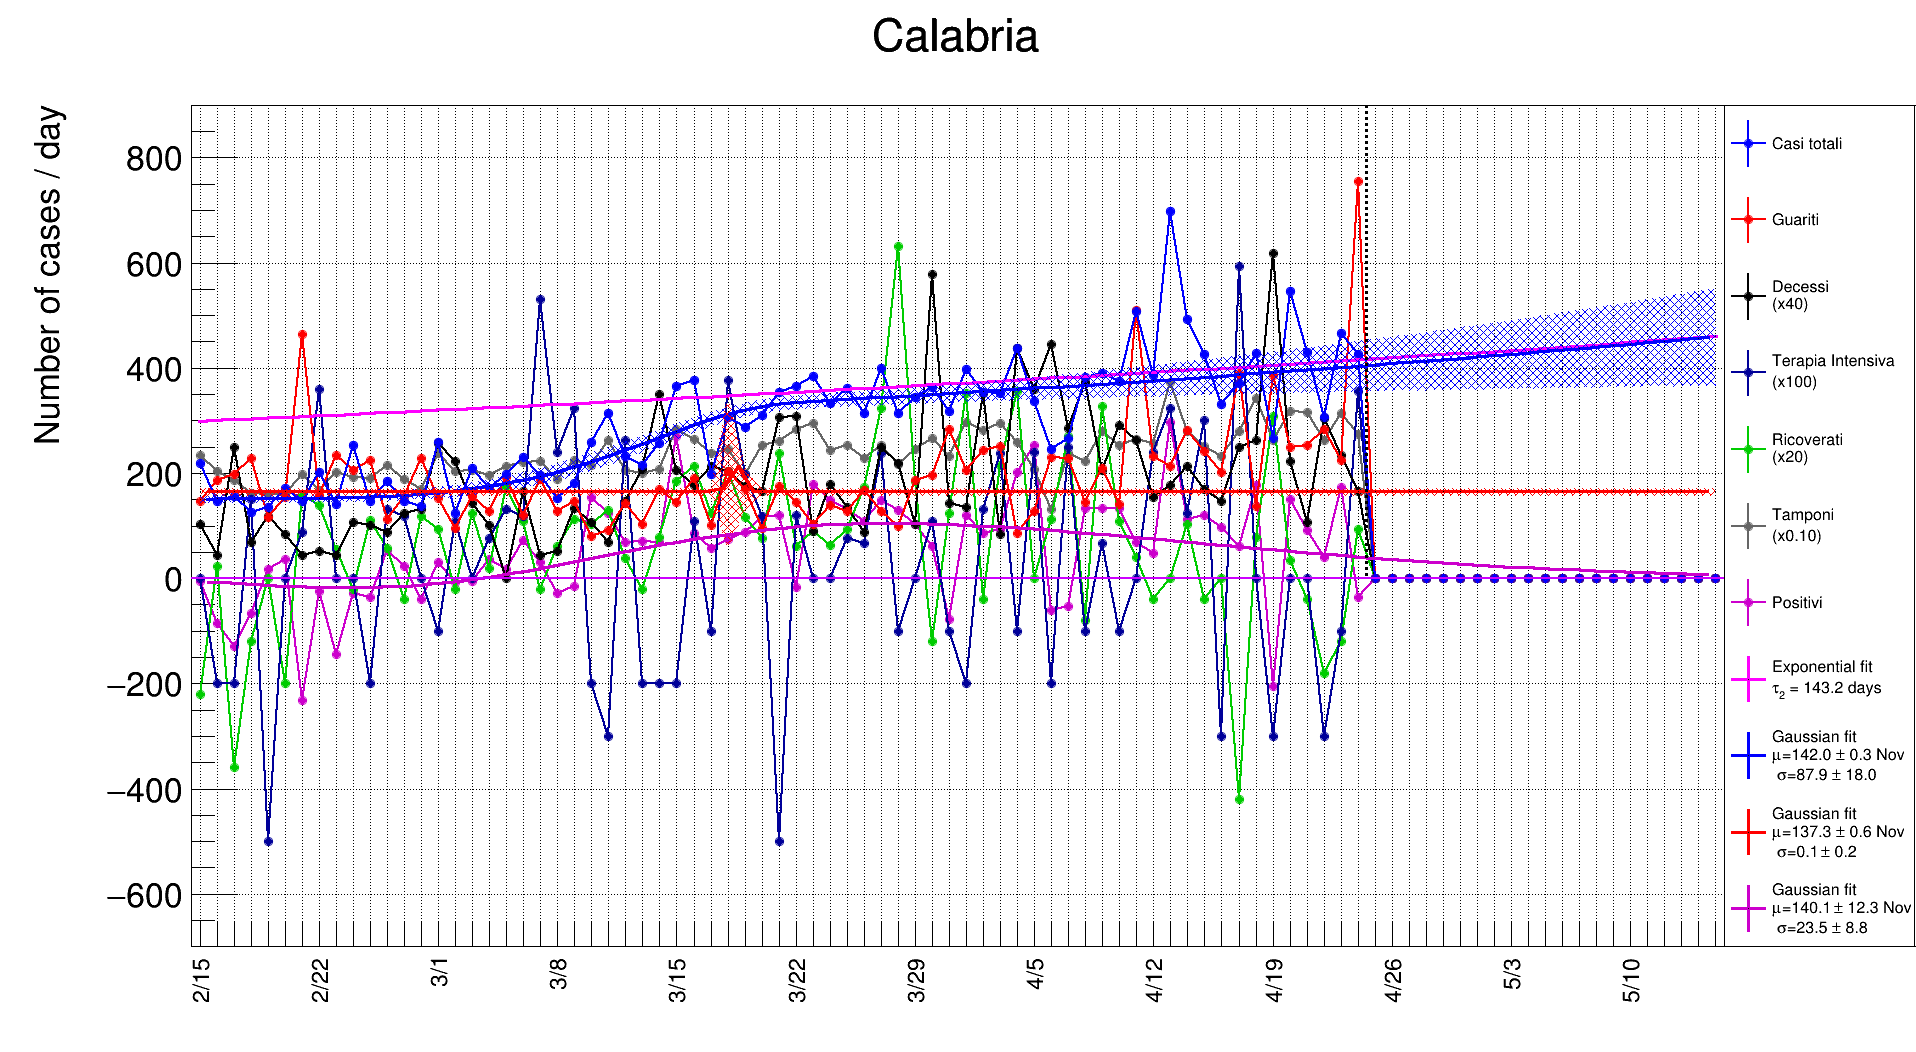 Calabria
Number of cases / day
800
600
400
200
0
−200
−400
−600
2/15
2/22
3/1
3/8
3/15
3/22
3/29
4/5
4/12
4/19
4/26
5/3
5/10
Casi totali
Guariti
Decessi
(x40)
Terapia Intensiva
(x100)
Ricoverati
(x20)
Tamponi
(x0.10)
Positivi
Exponential fit
τ2 = 143.2 days
Gaussian fit
μ=142.0 ± 0.3 Nov
σ=87.9 ± 18.0
Gaussian fit
μ=137.3 ± 0.6 Nov
σ=0.1 ± 0.2
Gaussian fit
μ=140.1 ± 12.3 Nov
σ=23.5 ± 8.8